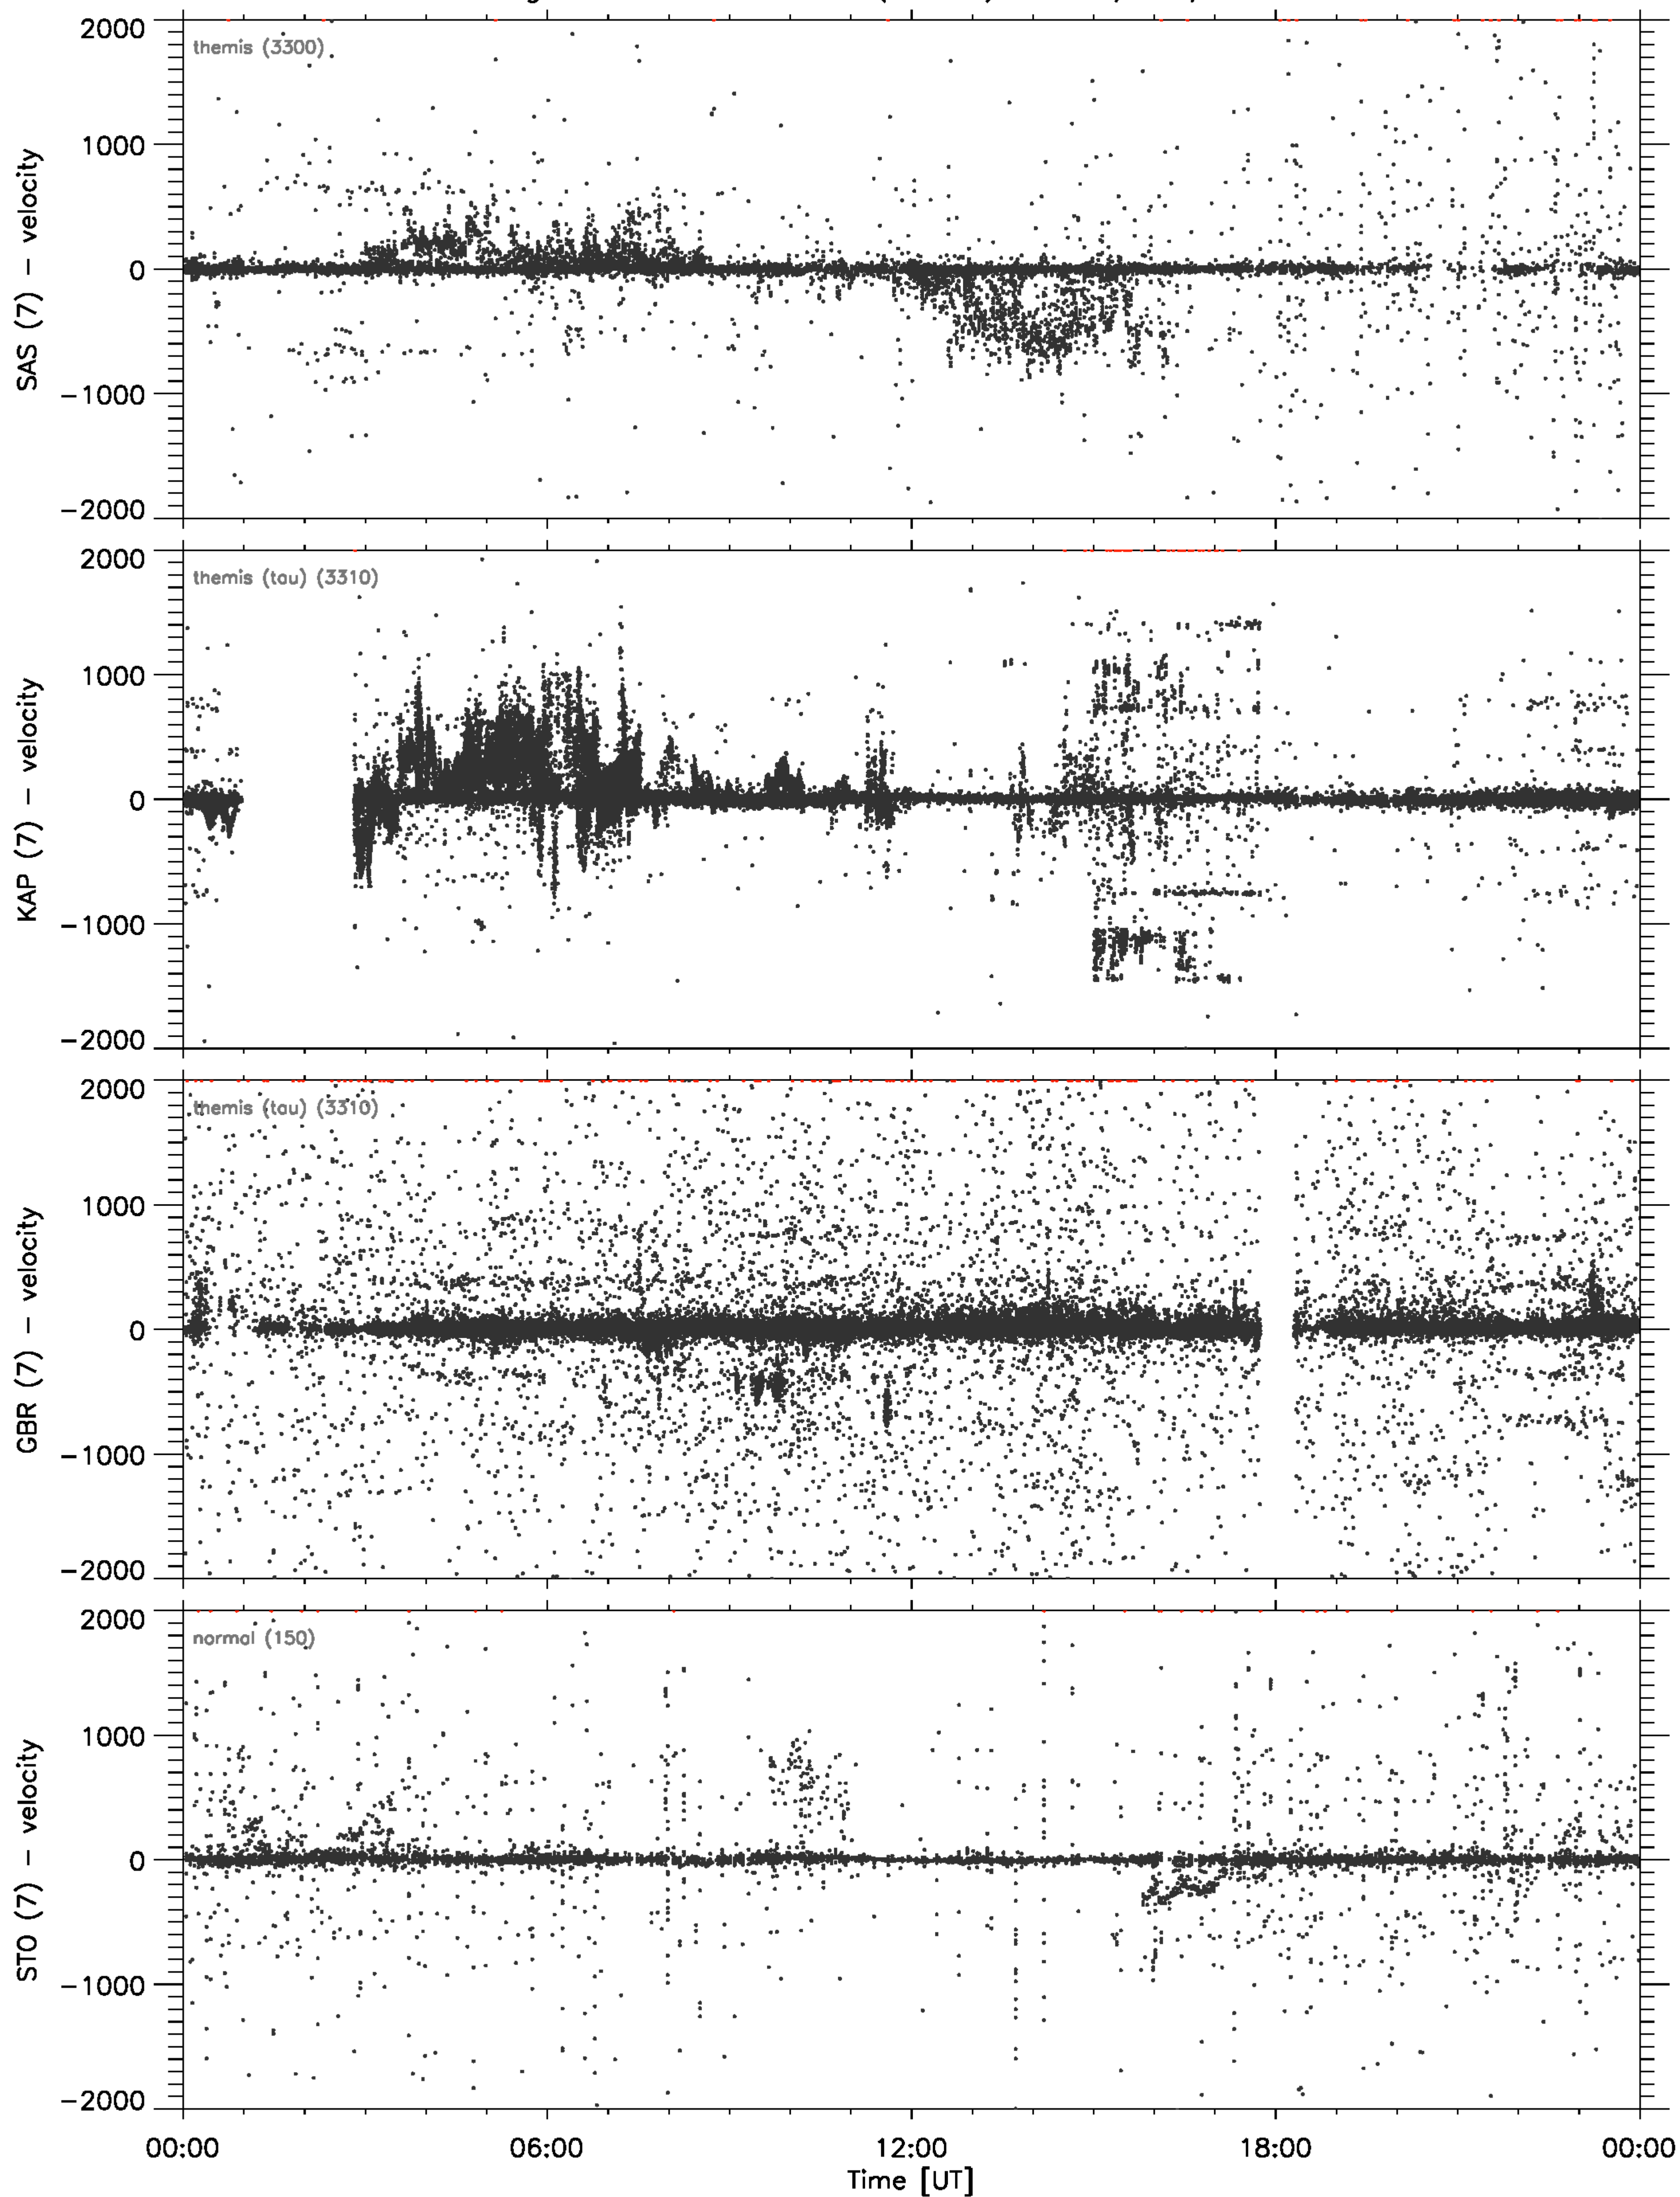 2000
themis (3300)
1000
SAS (7) – velocity
0
−1000
−2000
2000
themis (tau) (3310)
1000
KAP (7) – velocity
0
−1000
−2000
2000
themis (tau) (3310)
1000
GBR (7) – velocity
0
−1000
−2000
2000
normal (150)
1000
STO (7) – velocity
0
−1000
−2000
00:00 06:00 12:00 18:00 00:00
Time [UT]